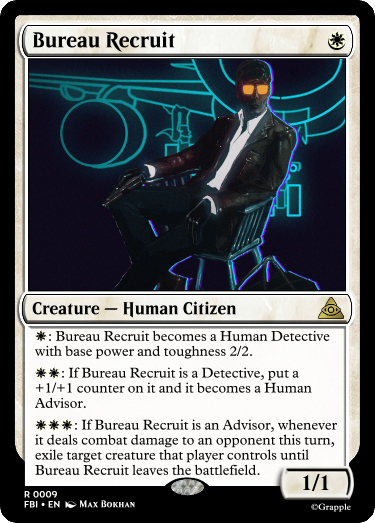 Bureau Recruit
Creature — Human Citizen
: Bureau Recruit becomes a Human Detective
with base power and toughness 2/2.
: If Bureau Recruit is a Detective, put a
+1/+1 counter on it and it becomes a Human
Advisor.
: If Bureau Recruit is an Advisor, whenever
it deals combat damage to an opponent this turn,
exile target creature that player controls until
Bureau Recruit leaves the battlefield.
1/1
R 0009
FBI • EN Max Bokhan
©Grapple